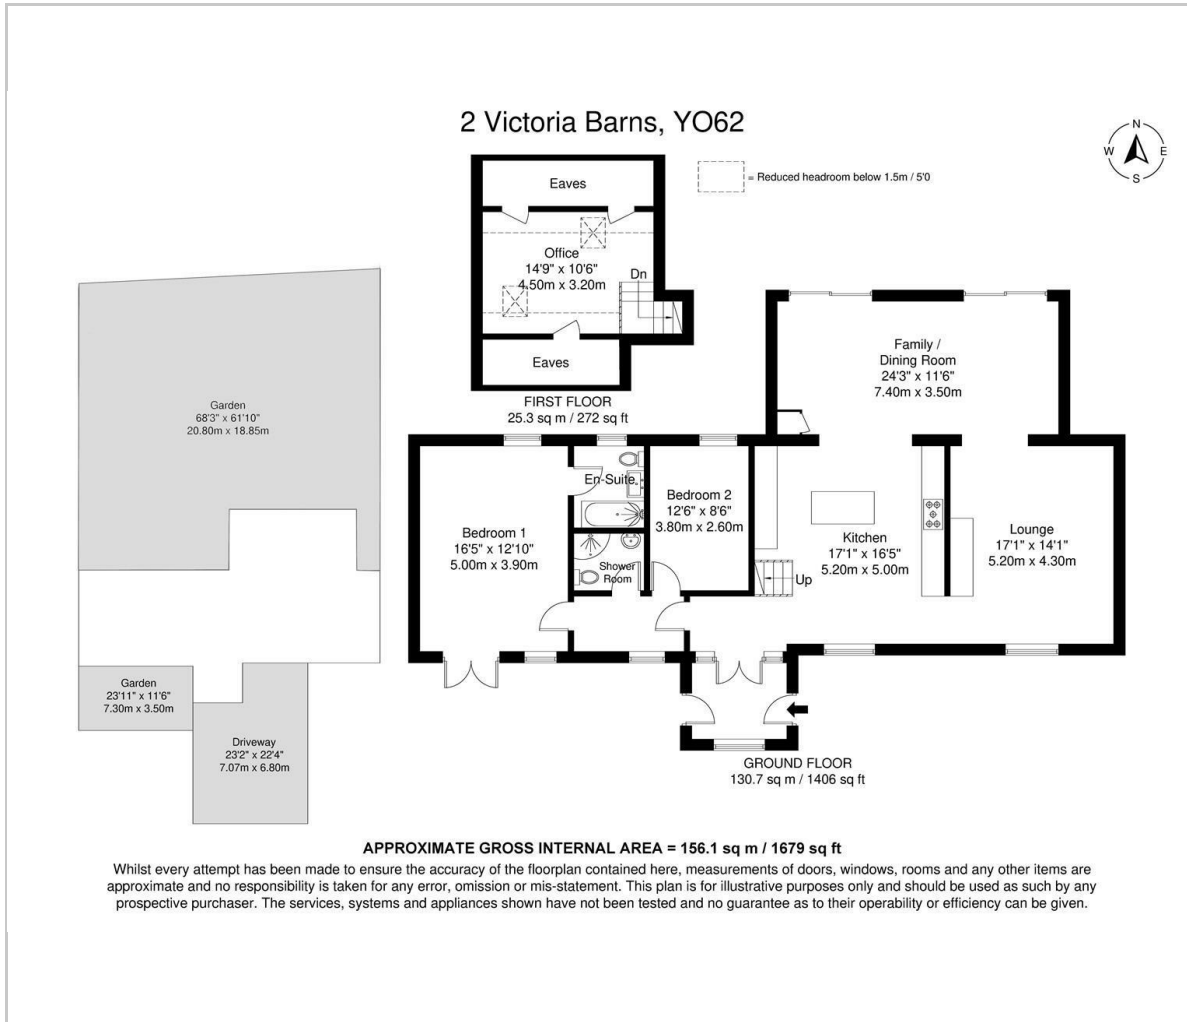 2 Victoria Barns, YO62
N
W E
S
Eaves
= Reduced headroom below 1.5m / 5'0
Office
14'9" x 10'6"
4.50m x 3.20m
Dn
Eaves
FIRST FLOOR
25.3 sq m / 272 sq ft
Garden
68'3" x 61'10"
20.80m x 18.85m
Garden
23'11" x 11'6"
7.30m x 3.50m
Driveway
23'2" x 22'4"
7.07m x 6.80m
Family /
Dining Room
24'3" x 11'6"
7.40m x 3.50m
En-Suite
Bedroom 2
12'6" x 8'6"
3.80m x 2.60m
Bedroom 1
16'5" x 12'10"
5.00m x 3.90m
Shower
Room
Kitchen
17'1" x 16'5"
5.20m x 5.00m
Up
Lounge
17'1" x 14'1"
5.20m x 4.30m
GROUND FLOOR
130.7 sq m / 1406 sq ft
APPROXIMATE GROSS INTERNAL AREA = 156.1 sq m / 1679 sq ft
Whilst every attempt has been made to ensure the accuracy of the floorplan contained here, measurements of doors, windows, rooms and any other items are
approximate and no responsibility is taken for any error, omission or mis-statement. This plan is for illustrative purposes only and should be used as such by any
prospective purchaser. The services, systems and appliances shown have not been tested and no guarantee as to their operability or efficiency can be given.